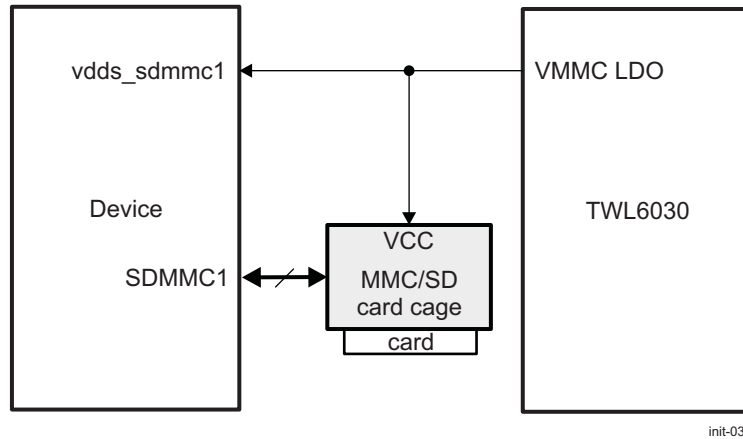 vdds_sdmmc1
VMMC LDO
Device
TWL6030
VCC
SDMMC1
MMC/SD
card cage
card
init-03